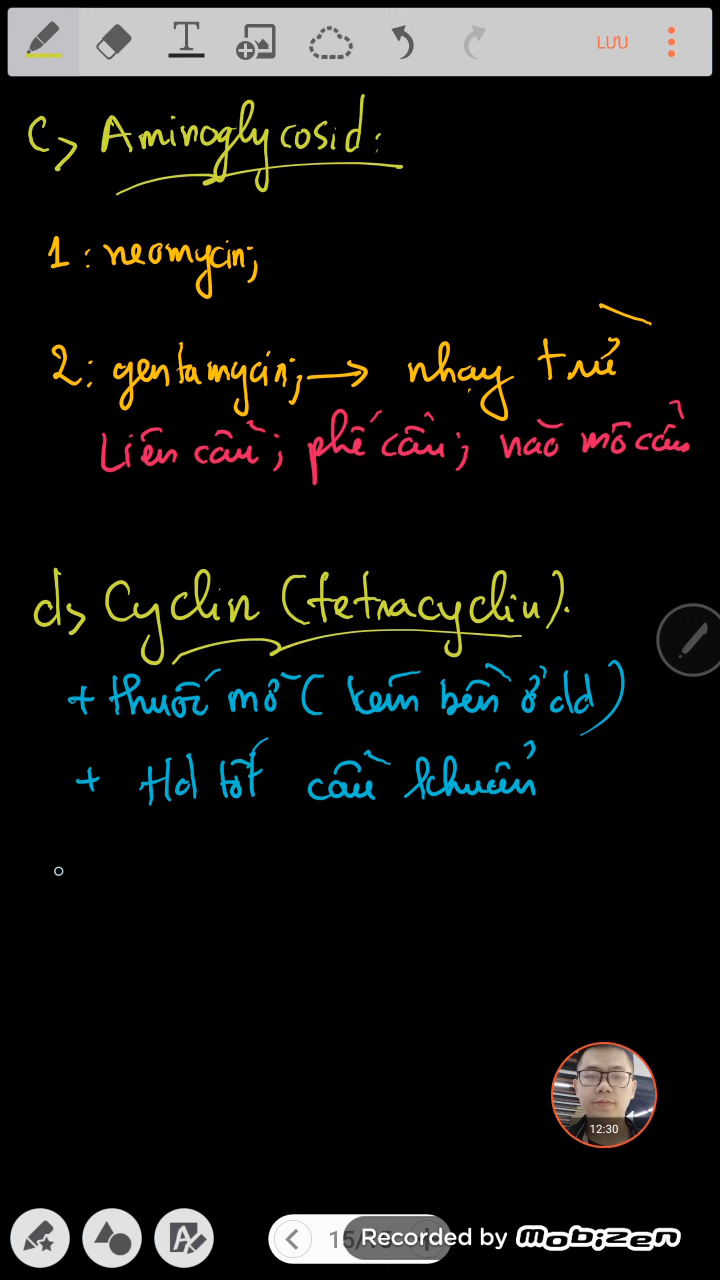 LƯU
c> Aminoglycosid:
1: neomycin;
2: gentamycin; → nhạy trừ
Liên cầu; phế cầu; não mô cầu
d> Cyclin (tetracyclin).
+ thuốc mỡ ( kém bền ở dd)
+ Hd tốt cầu khuẩn
12:30
Recorded by mobizen